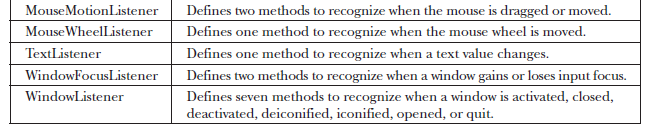 MouseMotionListener Defines two methods to recognize when the mouse is dragged or moved.
MouseWheelListener Defines one method to recognize when the mouse wheel is moved.
TextListener Defines one method to recognize when a text value changes.
WindowFocusListener Defines two methods to recognize when a window gains or loses input focus.
WindowListener Defines seven methods to recognize when a window is activated, closed,
deactivated, deiconified, iconified, opened, or quit.